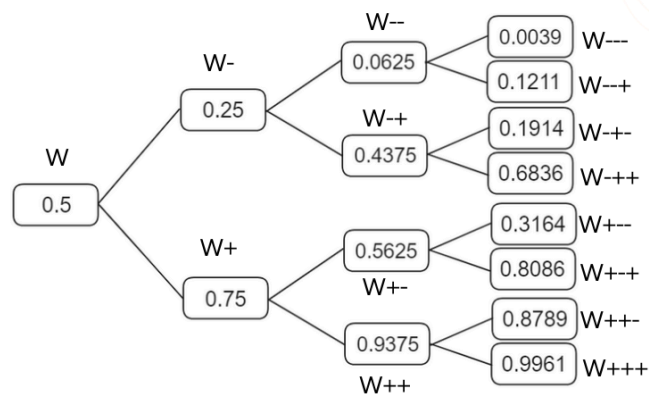 W
0.5
W-
0.25
W+
0.75
W--
0.0625
W-+
0.4375
0.5625
W+-
0.9375
W++
0.0039 W---
0.1211 W--+
0.1914 W-+-
0.6836 W-++
0.3164 W+--
0.8086 W+-+
0.8789 W++-
0.9961 W+++